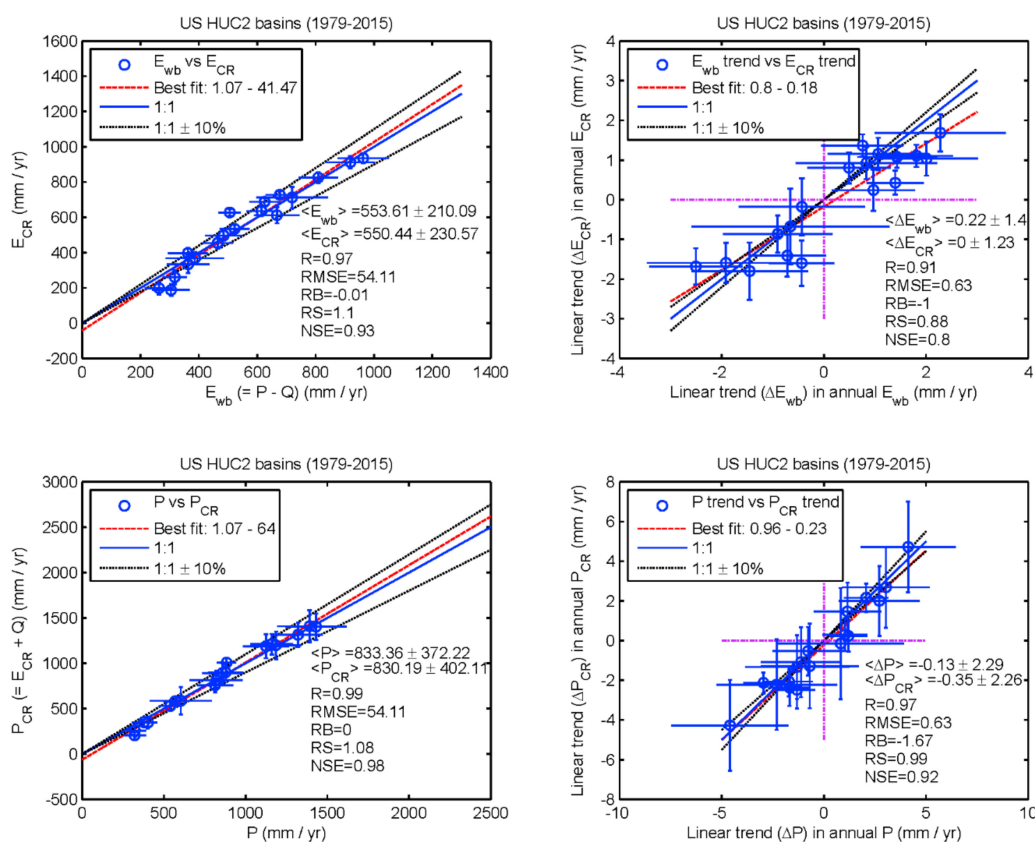 US HUC2 basins (1979-2015)
1600
1400
1200
1000
800
600
400
200
0
-200
0
200
400
600
800
1000
1200
1400
E_CR (mm / yr)
E_wb (= P - Q) (mm / yr)
E_wb vs E_CR
Best fit: 1.07 - 41.47
1:1
1:1 ± 10%
<E_wb> =553.61 ± 210.09
<E_CR> =550.44 ± 230.57
R=0.97
RMSE=54.11
RB=-0.01
RS=1.1
NSE=0.93
US HUC2 basins (1979-2015)
4
3
2
1
0
-1
-2
-3
-4
-4
-2
0
2
4
Linear trend (ΔE_CR) in annual E_CR (mm / yr)
Linear trend (ΔE_wb) in annual E_wb (mm / yr)
E_wb trend vs E_CR trend
Best fit: 0.8 - 0.18
1:1
1:1 ± 10%
<ΔE_wb> =0.22 ± 1.4
<ΔE_CR> =0 ± 1.23
R=0.91
RMSE=0.63
RB=-1
RS=0.88
NSE=0.8
US HUC2 basins (1979-2015)
3000
2500
2000
1500
1000
500
0
-500
0
500
1000
1500
2000
2500
P_CR (= E_CR + Q) (mm / yr)
P (mm / yr)
P vs P_CR
Best fit: 1.07 - 64
1:1
1:1 ± 10%
<P> =833.36 ± 372.22
<P_CR> =830.19 ± 402.11
R=0.99
RMSE=54.11
RB=0
RS=1.08
NSE=0.98
US HUC2 basins (1979-2015)
8
6
4
2
0
-2
-4
-6
-8
-10
-5
0
5
10
Linear trend (ΔP_CR) in annual P_CR (mm / yr)
Linear trend (ΔP) in annual P (mm / yr)
P trend vs P_CR trend
Best fit: 0.96 - 0.23
1:1
1:1 ± 10%
<ΔP> =-0.13 ± 2.29
<ΔP_CR> =-0.35 ± 2.26
R=0.97
RMSE=0.63
RB=-1.67
RS=0.99
NSE=0.92